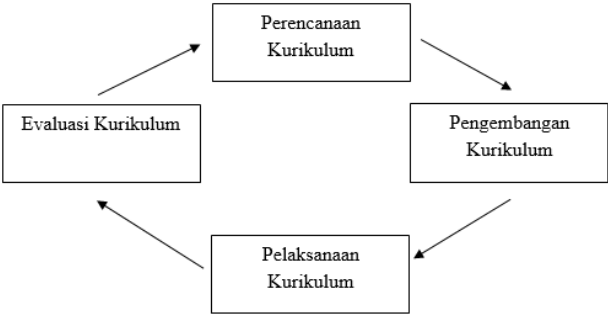 Perencanaan
Kurikulum
Evaluasi Kurikulum
Pengembangan
Kurikulum
Pelaksanaan
Kurikulum